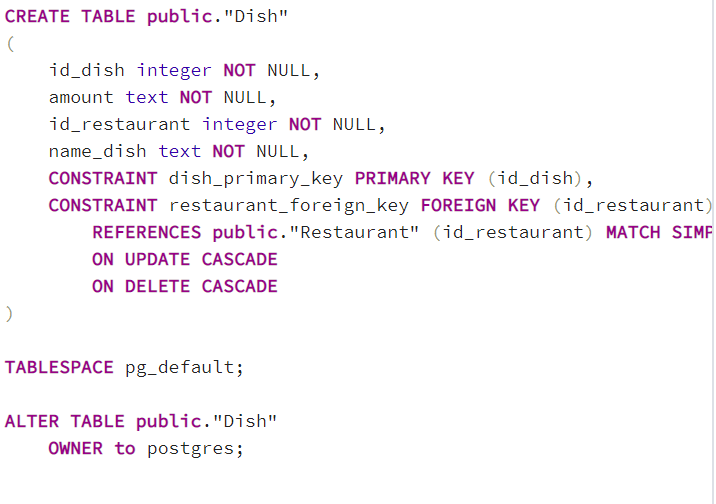 CREATE TABLE public."Dish"
(
    id_dish integer NOT NULL,
    amount text NOT NULL,
    id_restaurant integer NOT NULL,
    name_dish text NOT NULL,
    CONSTRAINT dish_primary_key PRIMARY KEY (id_dish),
    CONSTRAINT restaurant_foreign_key FOREIGN KEY (id_restaurant)
        REFERENCES public."Restaurant" (id_restaurant) MATCH SIMP
        ON UPDATE CASCADE
        ON DELETE CASCADE
)
TABLESPACE pg_default;
ALTER TABLE public."Dish"
    OWNER to postgres;